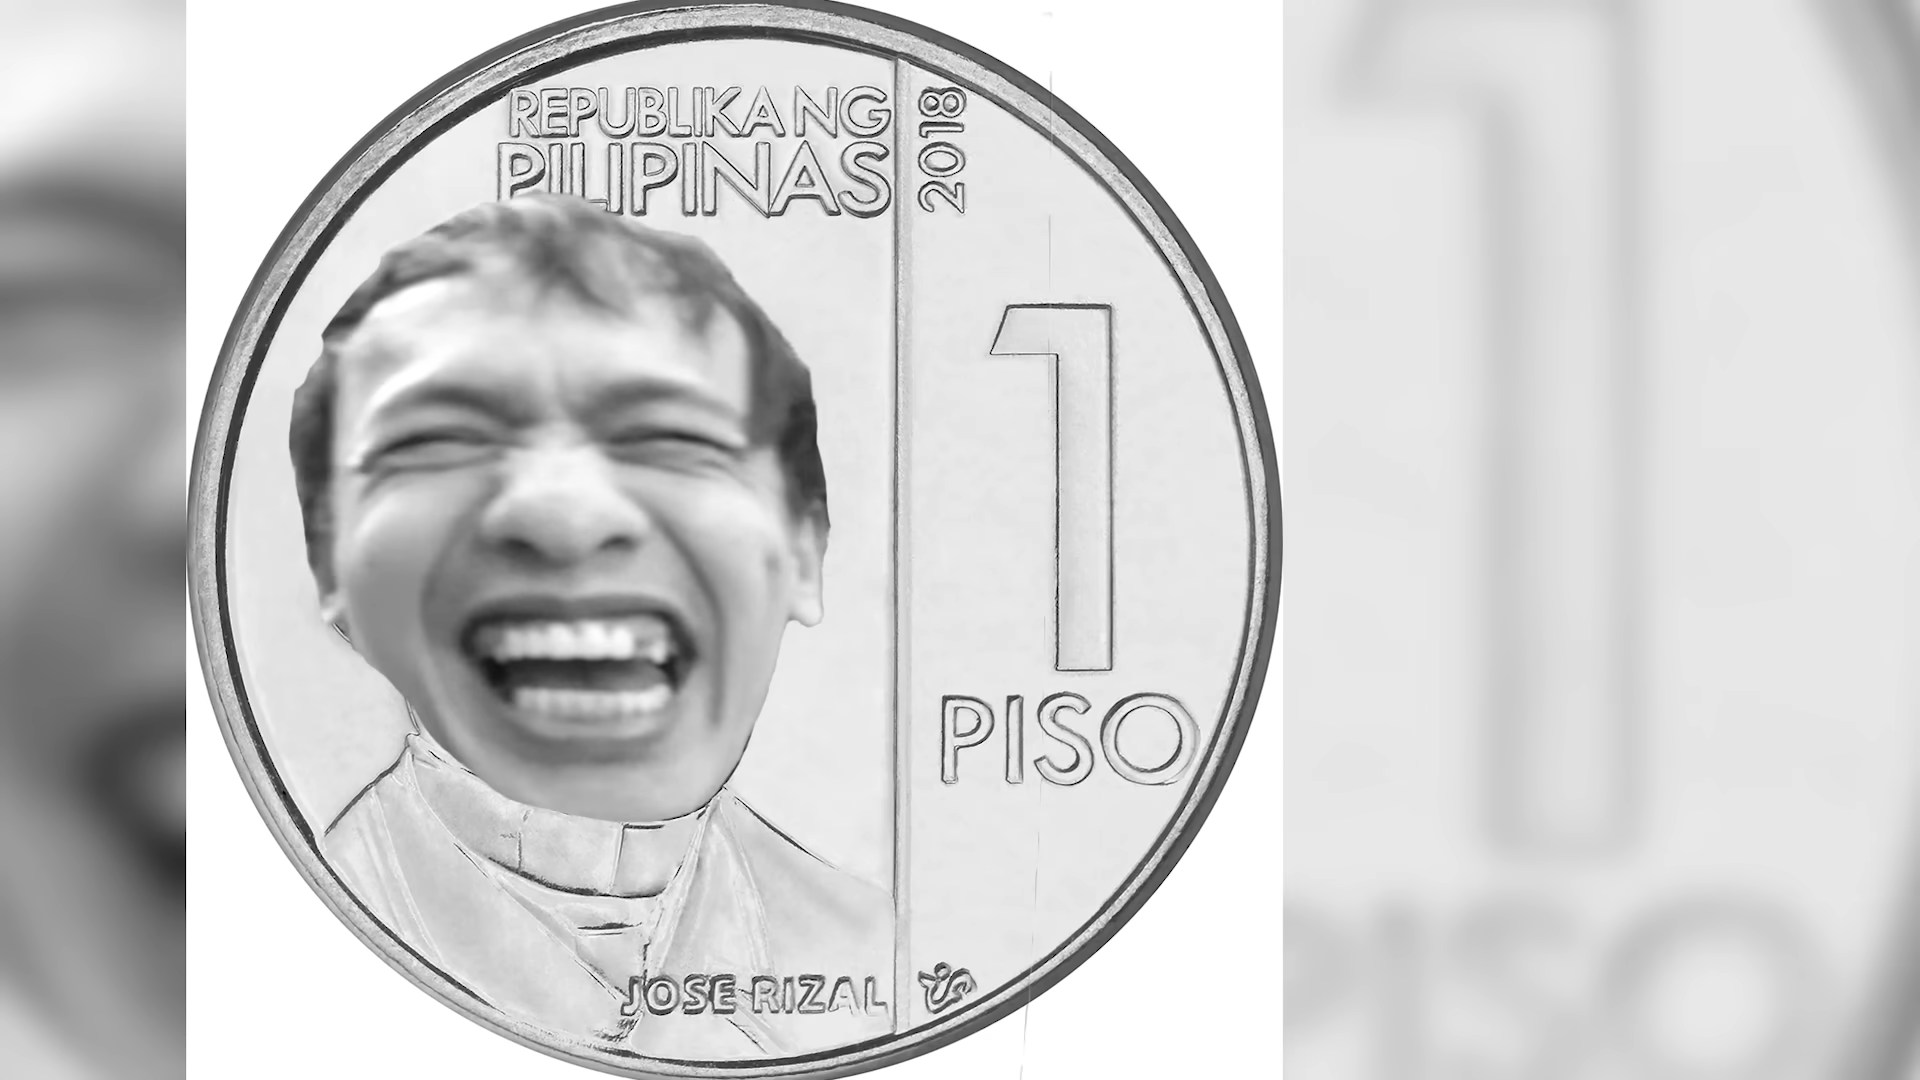 REPUBLIKA NG
PILIPINAS
2018
1
PISO
JOSE RIZAL